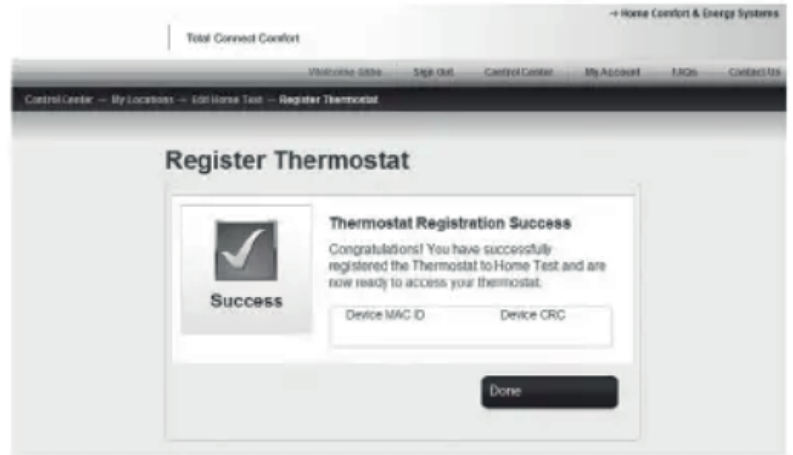 → Home Comfort & Energy Systems
Total Connect Comfort
Welcome Sign Out Control Center My Account FAQs Contact Us
Control Center → My Locations → Edit Home Test → Register Thermostat
Register Thermostat
Success
Thermostat Registration Success
Congratulations! You have successfully
registered the Thermostat to Home Test and are
now ready to access your thermostat.
Device MAC ID Device CRC
Done